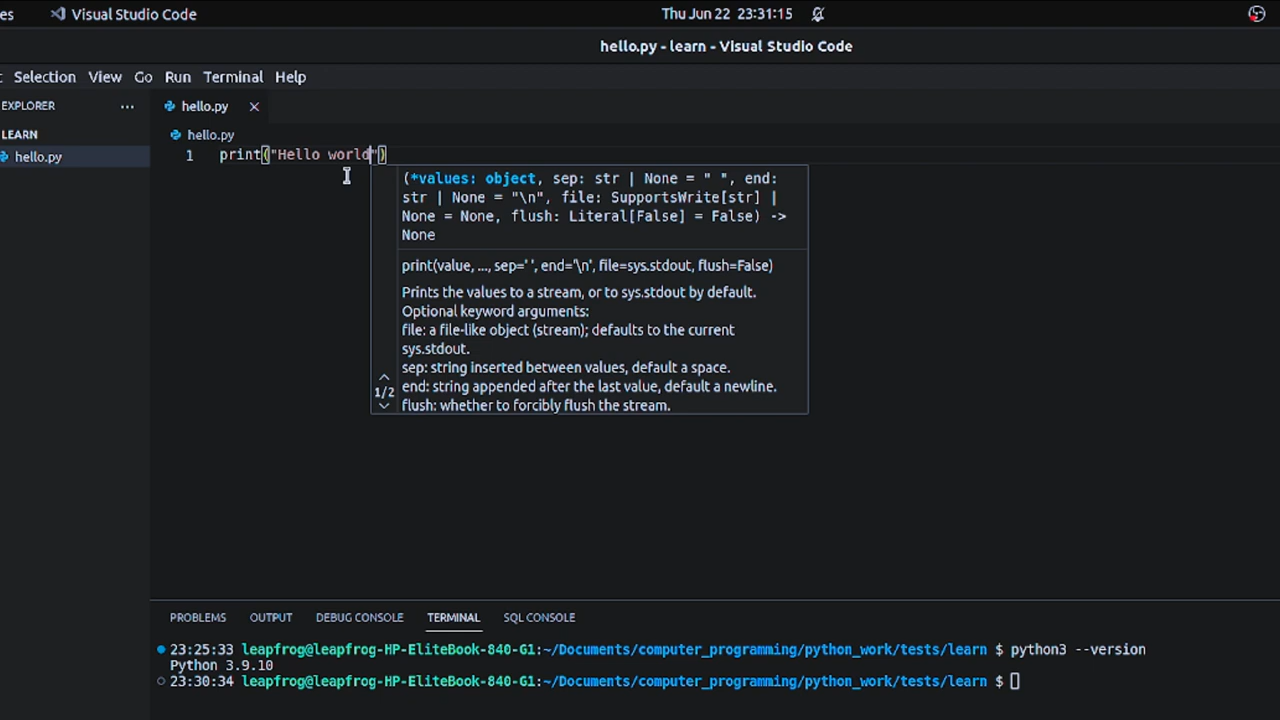 es Visual Studio Code Thu Jun 22 23:31:15
hello.py - learn - Visual Studio Code
Selection View Go Run Terminal Help
EXPLORER ··· hello.py
LEARN hello.py
hello.py 1 print("Hello world")
(*values: object, sep: str | None = " ", end:
str | None = "\n", file: SupportsWrite[str] |
None = None, flush: Literal[False] = False) ->
None
print(value, ..., sep=' ', end='\n', file=sys.stdout, flush=False)
Prints the values to a stream, or to sys.stdout by default.
Optional keyword arguments:
file: a file-like object (stream); defaults to the current
sys.stdout.
sep: string inserted between values, default a space.
1/2
end: string appended after the last value, default a newline.
flush: whether to forcibly flush the stream.
PROBLEMS OUTPUT DEBUG CONSOLE TERMINAL SQL CONSOLE
23:25:33 leapfrog@leapfrog-HP-EliteBook-840-G1:~/Documents/computer_programming/python_work/tests/learn $ python3 --version
Python 3.9.10
23:30:34 leapfrog@leapfrog-HP-EliteBook-840-G1:~/Documents/computer_programming/python_work/tests/learn $